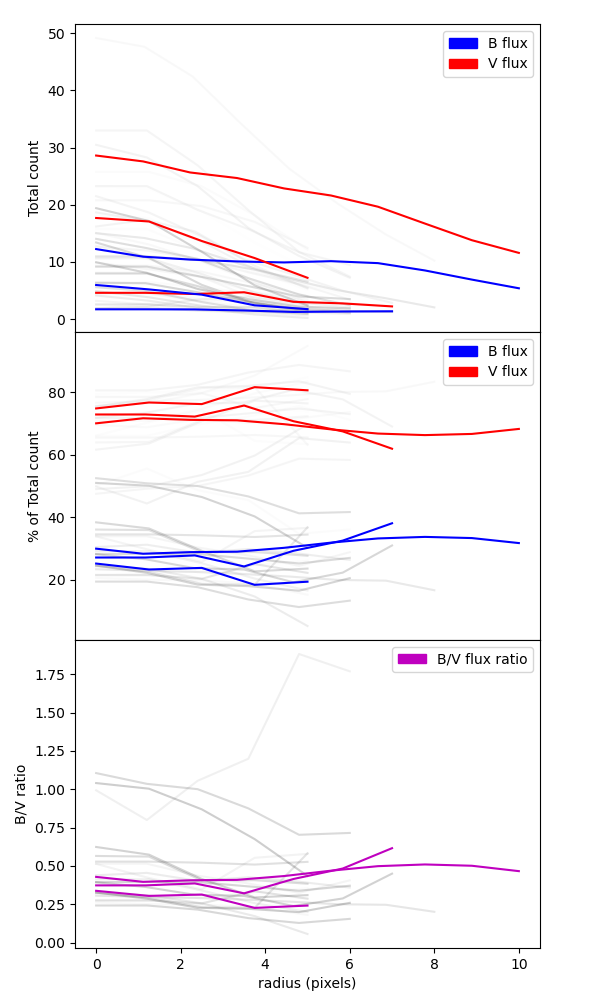 50
40
30
20
10
0
Total count
B flux
V flux
80
60
40
20
% of Total count
B flux
V flux
1.75
1.50
1.25
1.00
0.75
0.50
0.25
0.00
B/V ratio
B/V flux ratio
0 2 4 6 8 10
radius (pixels)